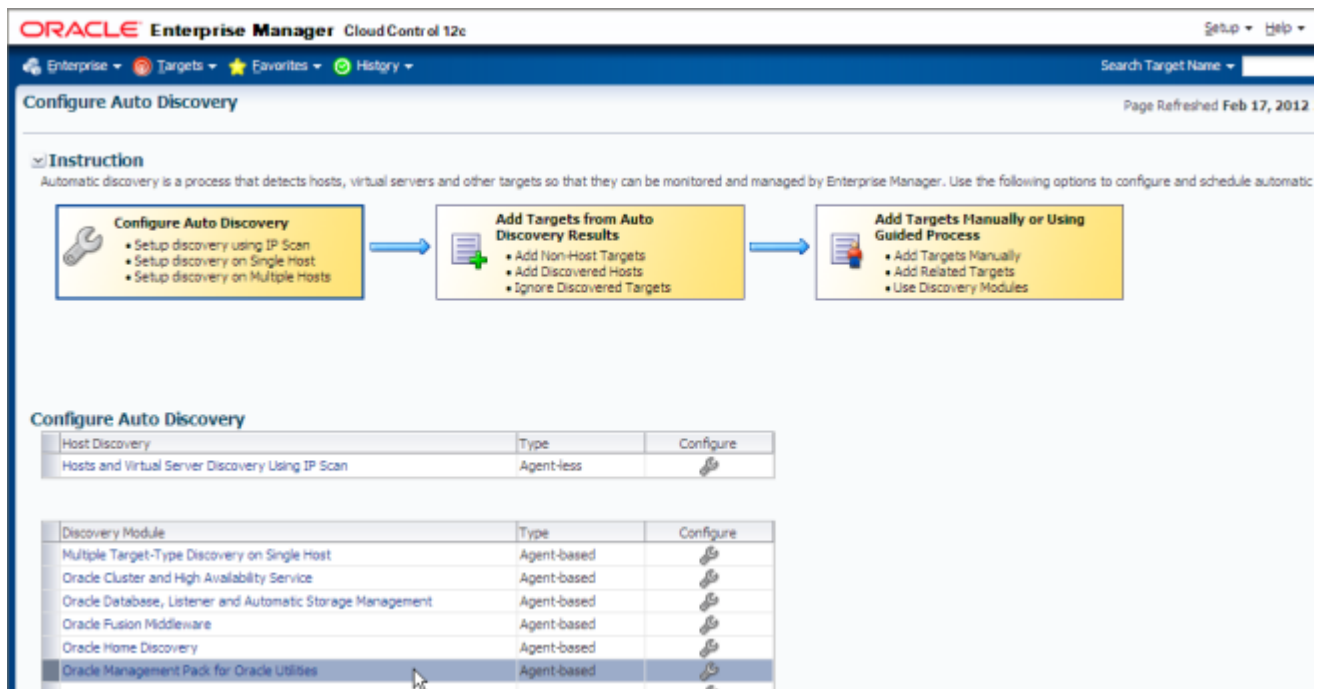 ORACLE Enterprise Manager Cloud Control 12c
Setup Help
Enterprise Targets Favorites History Search Target Name
Configure Auto Discovery Page Refreshed Feb 17, 2012
Instruction
Automatic discovery is a process that detects hosts, virtual servers and other targets so that they can be monitored and managed by Enterprise Manager. Use the following options to configure and schedule automatic
Configure Auto Discovery
• Setup discovery using IP Scan
• Setup discovery on Single Host
• Setup discovery on Multiple Hosts
Add Targets from Auto
Discovery Results
• Add Non-Host Targets
• Add Discovered Hosts
• Ignore Discovered Targets
Add Targets Manually or Using
Guided Process
• Add Targets Manually
• Add Related Targets
• Use Discovery Modules
Configure Auto Discovery
Host Discovery Type Configure
Hosts and Virtual Server Discovery Using IP Scan Agent-less
Discovery Module Type Configure
Multiple Target-Type Discovery on Single Host Agent-based
Oracle Cluster and High Availability Service Agent-based
Oracle Database, Listener and Automatic Storage Management Agent-based
Oracle Fusion Middleware Agent-based
Oracle Home Discovery Agent-based
Oracle Management Pack for Oracle Utilities Agent-based